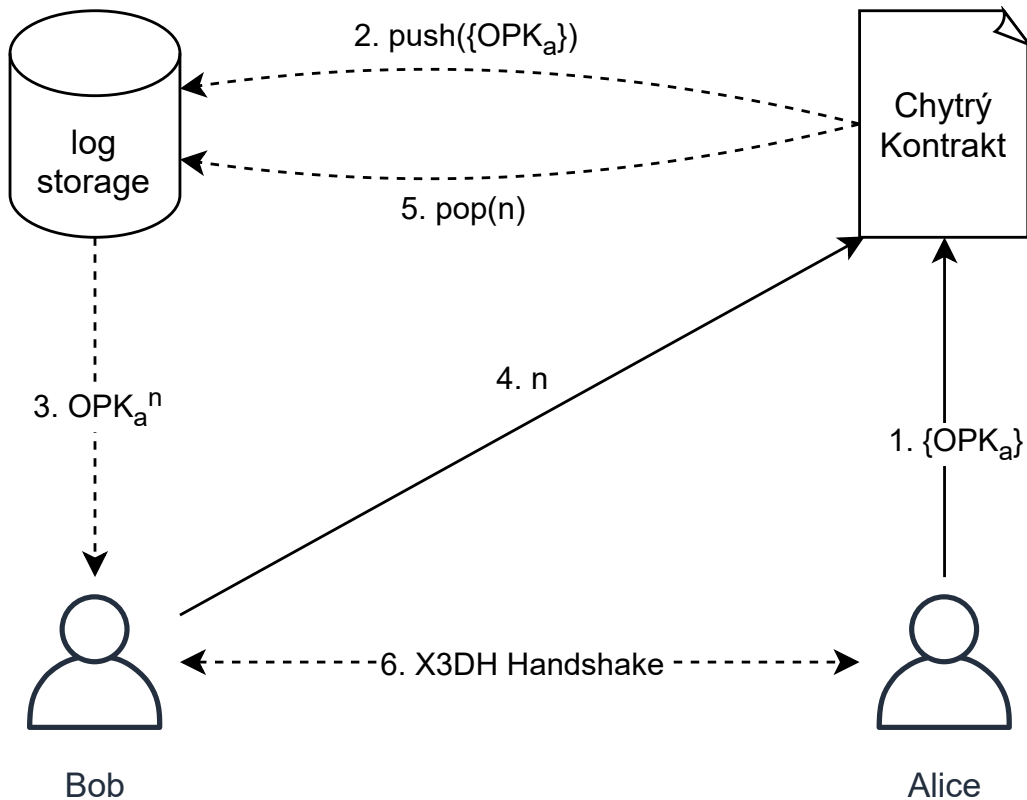 2. push({OPKₐ})
log
storage
Chytrý
Kontrakt
5. pop(n)
4. n
3. OPKₐⁿ
1. {OPKₐ}
6. X3DH Handshake
Bob
Alice